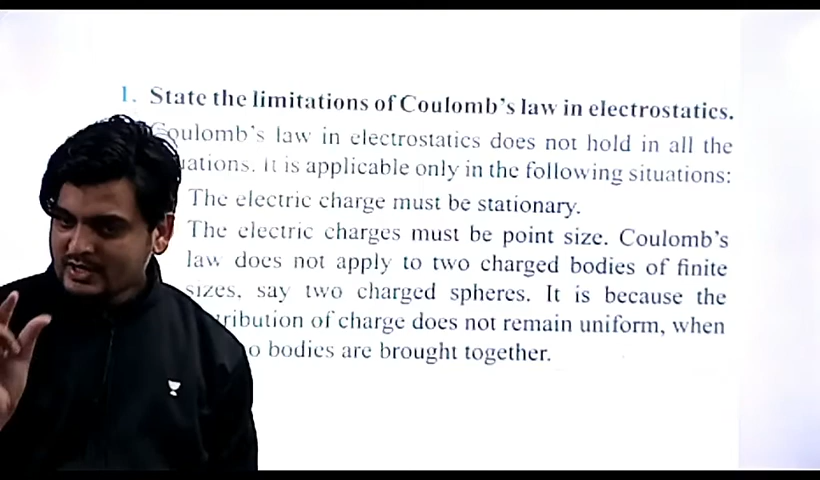 1. State the limitations of Coulomb's law in electrostatics.
Coulomb's law in electrostatics does not hold in all the
It is applicable only in the following situations:
The electric charge must be stationary.
The electric charges must be point size. Coulomb's
law does not apply to two charged bodies of finite
sizes, say two charged spheres. It is because the
of charge does not remain uniform, when
bodies are brought together.